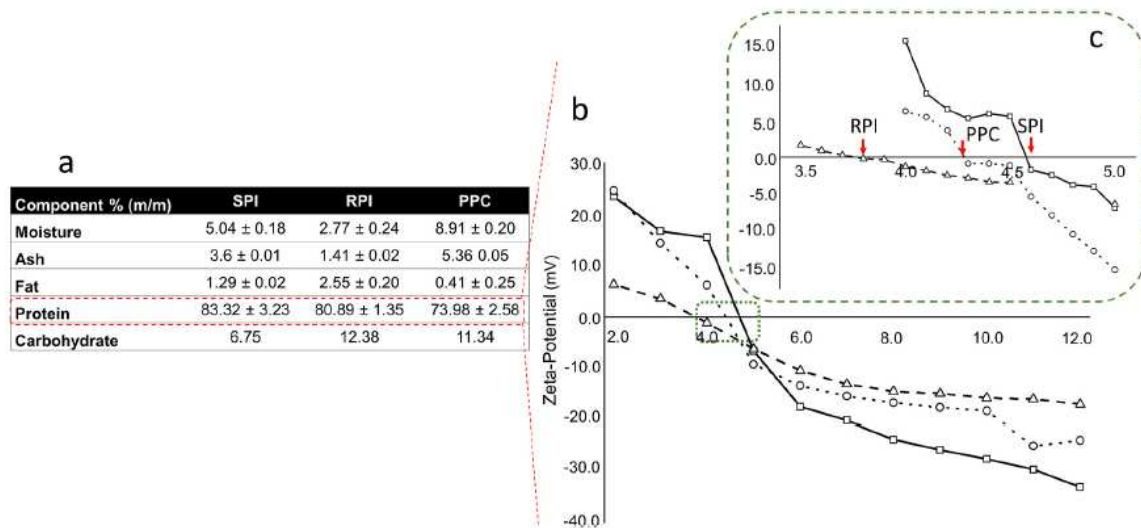 a
Component % (m/m) SPI RPI PPC
Moisture 5.04 ± 0.18 2.77 ± 0.24 8.91 ± 0.20
Ash 3.6 ± 0.01 1.41 ± 0.02 5.36 0.05
Fat 1.29 ± 0.02 2.55 ± 0.20 0.41 ± 0.25
Protein 83.32 ± 3.23 80.89 ± 1.35 73.98 ± 2.58
Carbohydrate 6.75 12.38 11.34
b
Zeta-Potential (mV)
30.0
20.0
10.0
0.0
-10.0
-20.0
-30.0
-40.0
2.0 4.0 6.0 8.0 10.0 12.0
c
15.0
10.0
5.0
0.0
-5.0
-10.0
-15.0
3.5 4.0 4.5 5.0
RPI PPC SPI